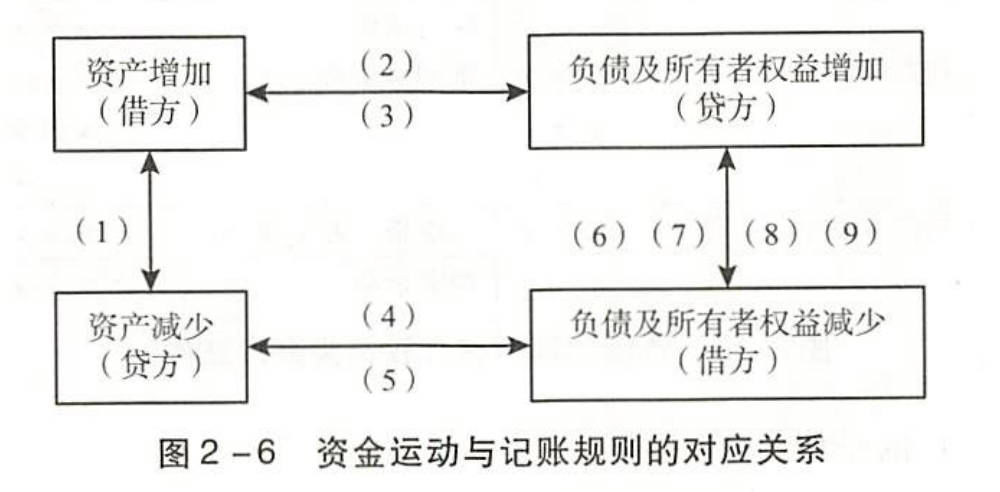 资产增加
（借方）
（2）
（3）
负债及所有者权益增加
（贷方）
（1）
（6）（7）（8）（9）
资产减少
（贷方）
（4）
（5）
负债及所有者权益减少
（借方）
图2-6 资金运动与记账规则的对应关系